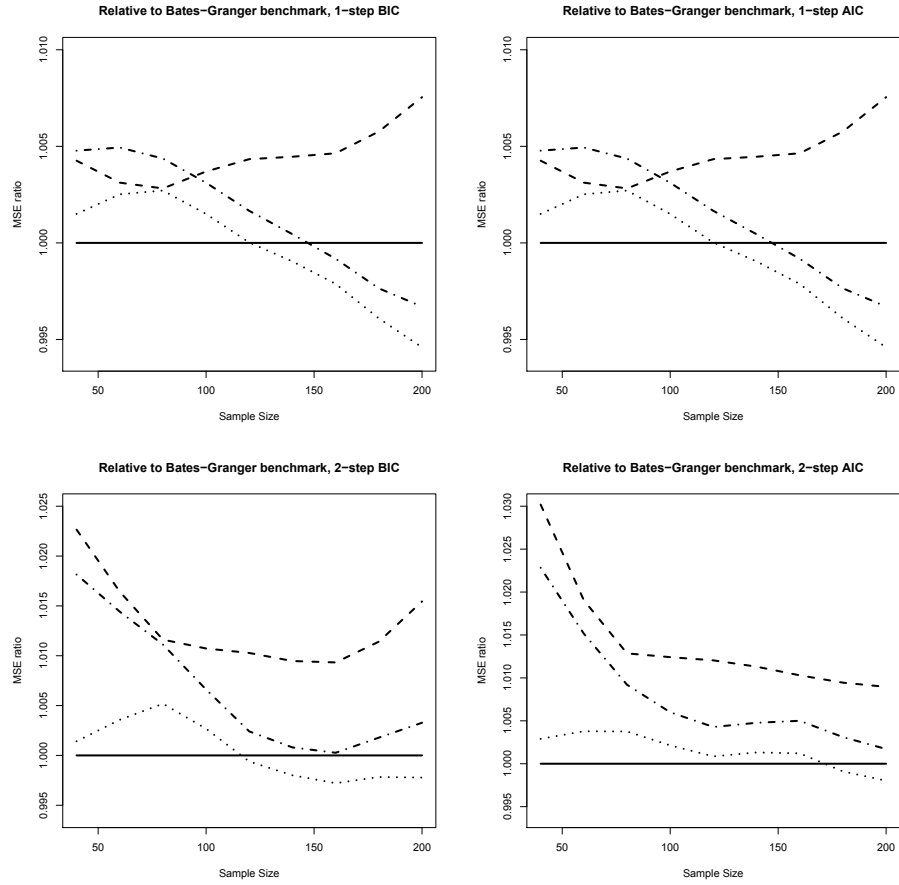 Relative to Bates−Granger benchmark, 1−step BIC
MSE ratio
0.995 1.000 1.005 1.010
50 100 150 200
Sample Size
Relative to Bates−Granger benchmark, 1−step AIC
MSE ratio
0.995 1.000 1.005 1.010
50 100 150 200
Sample Size
Relative to Bates−Granger benchmark, 2−step BIC
MSE ratio
0.995 1.000 1.005 1.010 1.015 1.020 1.025
50 100 150 200
Sample Size
Relative to Bates−Granger benchmark, 2−step AIC
MSE ratio
0.995 1.000 1.005 1.010 1.015 1.020 1.025 1.030
50 100 150 200
Sample Size